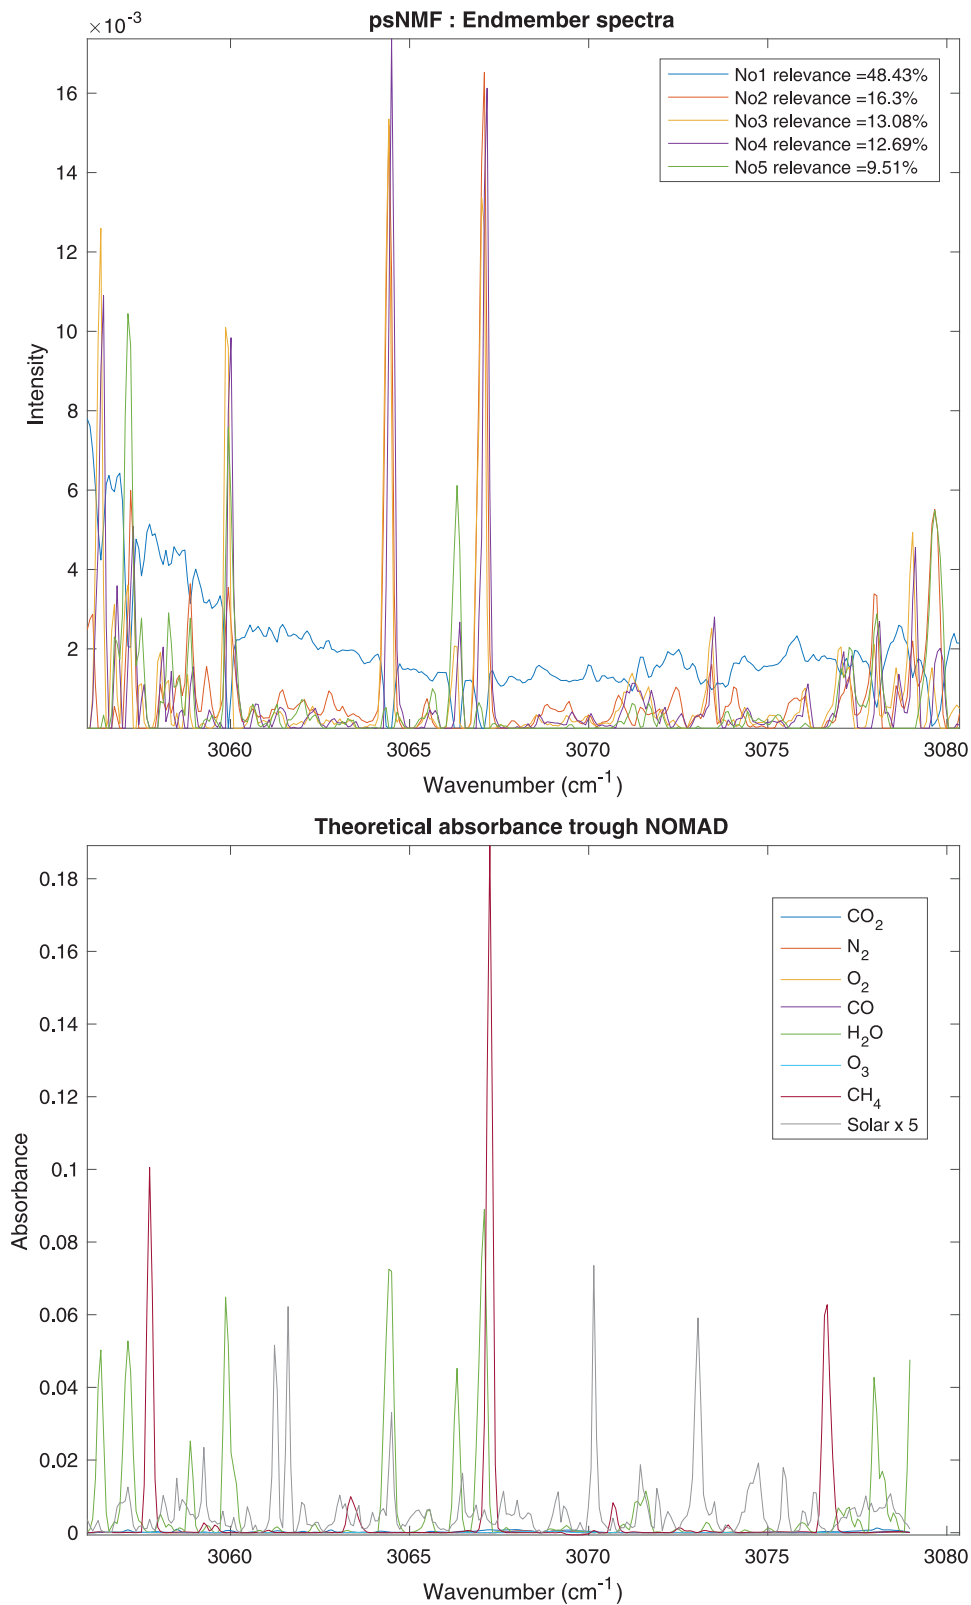 psNMF : Endmember spectra
×10⁻³
No1 relevance =48.43%
No2 relevance =16.3%
No3 relevance =13.08%
No4 relevance =12.69%
No5 relevance =9.51%
16
14
12
10
8
6
4
2
Intensity
3060 3065 3070 3075 3080
Wavenumber (cm⁻¹)
Theoretical absorbance trough NOMAD
0.18
0.16
0.14
0.12
0.1
0.08
0.06
0.04
0.02
0
Absorbance
CO₂
N₂
O₂
CO
H₂O
O₃
CH₄
Solar x 5
3060 3065 3070 3075 3080
Wavenumber (cm⁻¹)